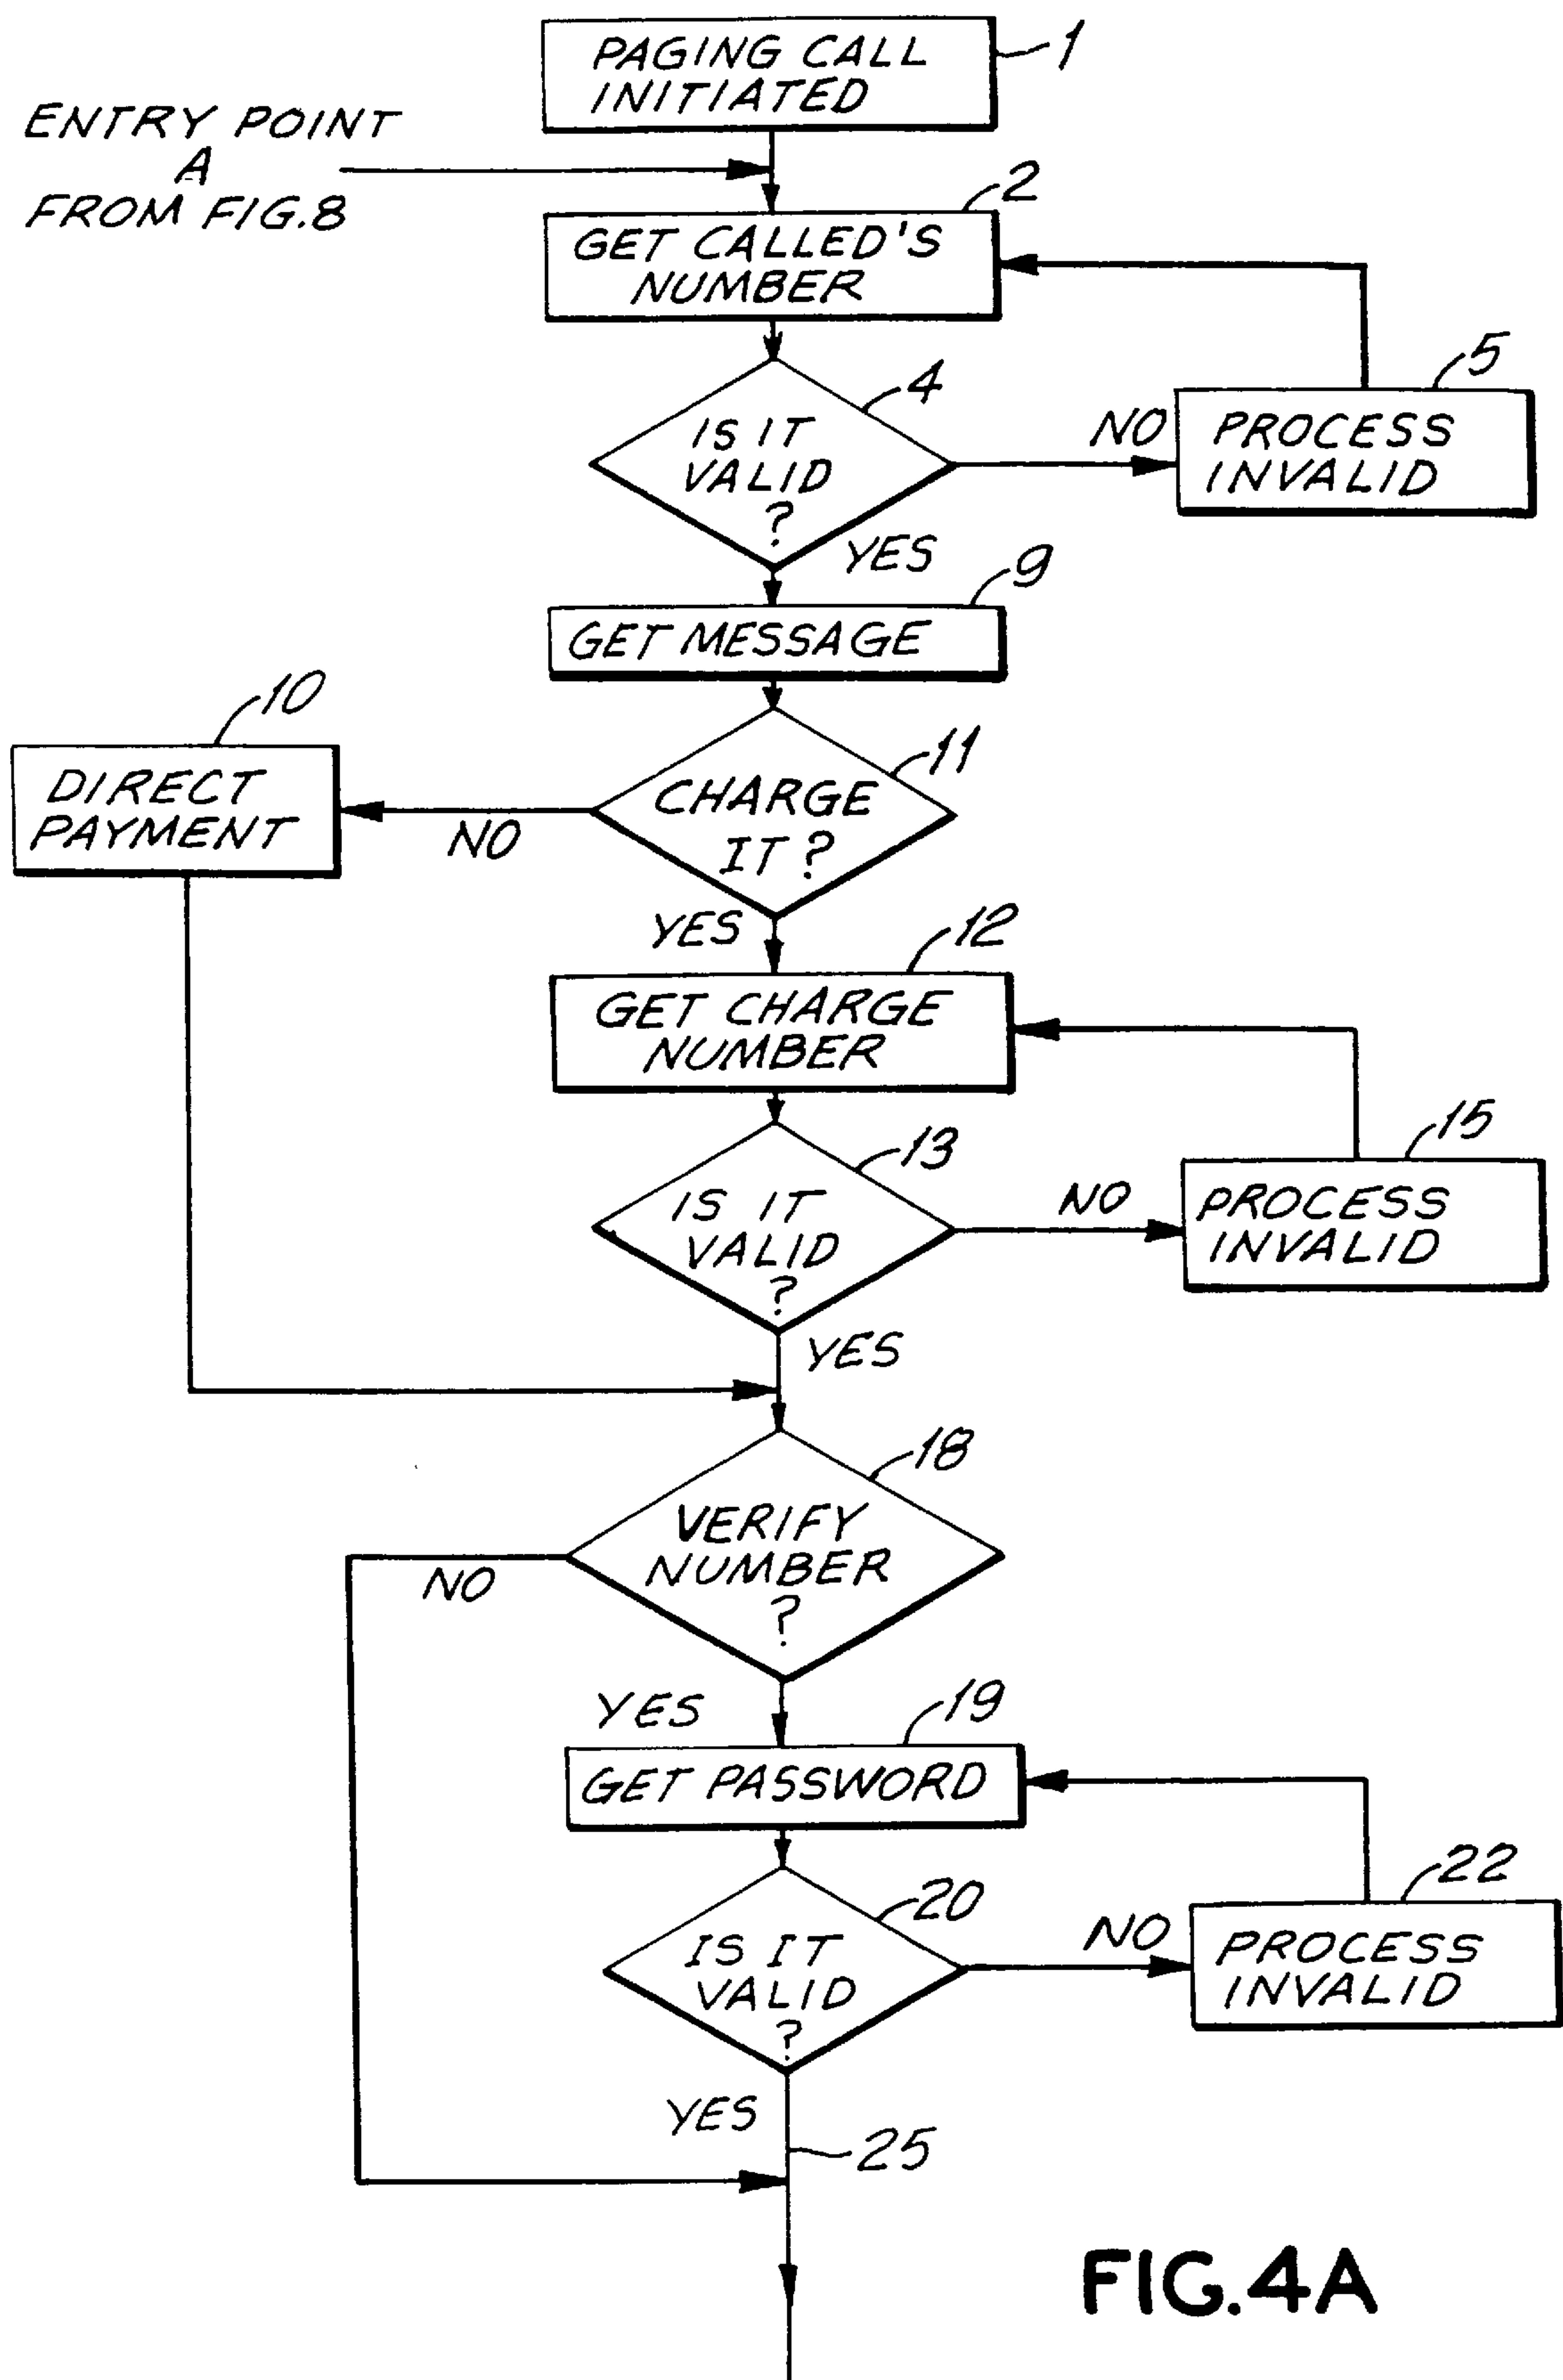 PAGING CALL
INITIATED
1
ENTRY POINT
A
FROM FIG.8
2
GET CALLED'S
NUMBER
4
IS IT
VALID
?
NO
5
PROCESS
INVALID
YES
9
GET MESSAGE
10
DIRECT
PAYMENT
NO
11
CHARGE
IT?
YES
12
GET CHARGE
NUMBER
13
IS IT
VALID
?
NO
15
PROCESS
INVALID
YES
18
VERIFY
NUMBER
?
NO
YES
19
GET PASSWORD
20
IS IT
VALID
?
NO
22
PROCESS
INVALID
YES
25
FIG.4A